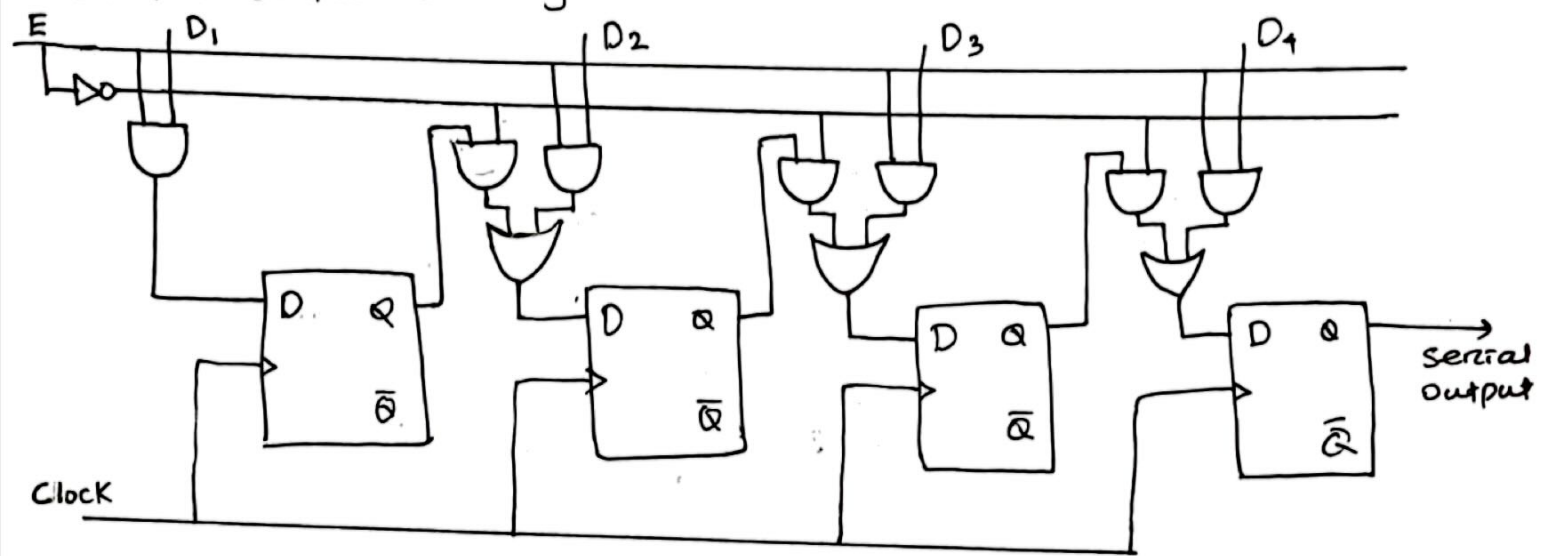 E
D1
D2
D3
D4
D Q
Q̅
D Q
Q̅
D Q
Q̅
D Q
Q̅
Serial
Output
Clock